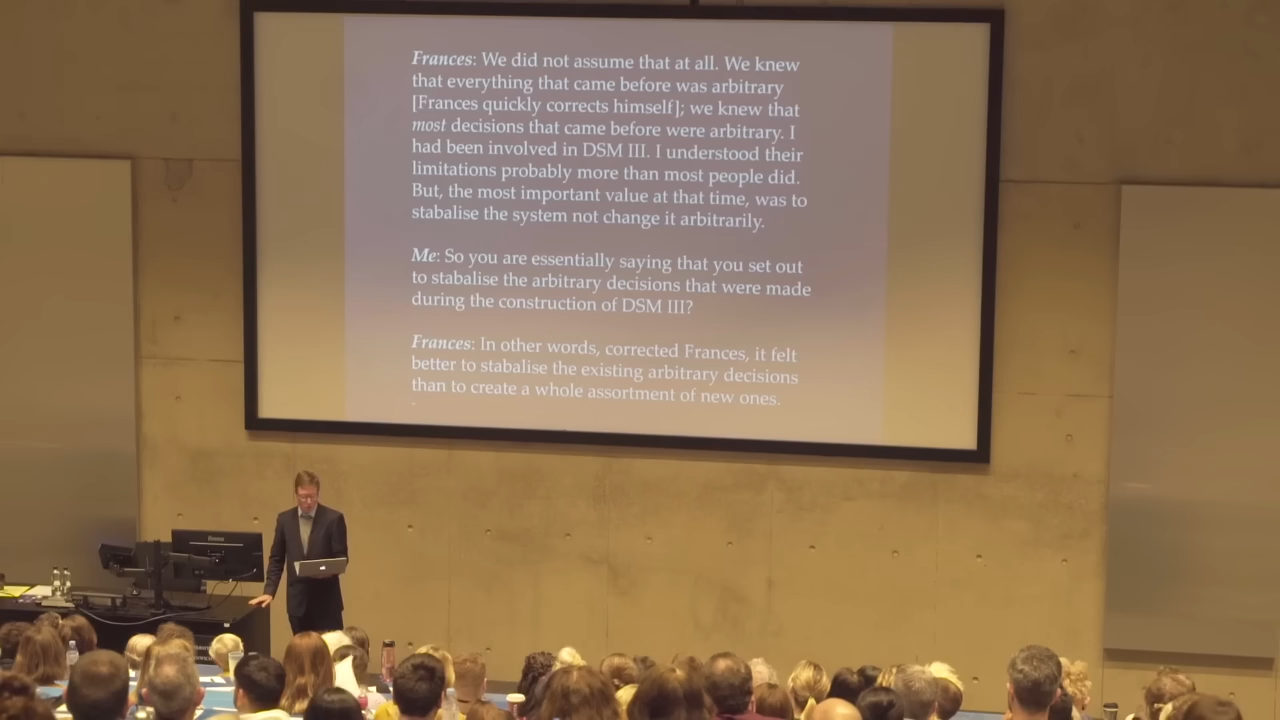 Frances: We did not assume that at all. We knew
that everything that came before was arbitrary
[Frances quickly corrects himself]; we knew that
most decisions that came before were arbitrary. I
had been involved in DSM III. I understood their
limitations probably more than most people did.
But, the most important value at that time, was to
stabalise the system not change it arbitrarily.
Me: So you are essentially saying that you set out
to stabalise the arbitrary decisions that were made
during the construction of DSM III?
Frances: In other words, corrected Frances, it felt
better to stabalise the existing arbitrary decisions
than to create a whole assortment of new ones.